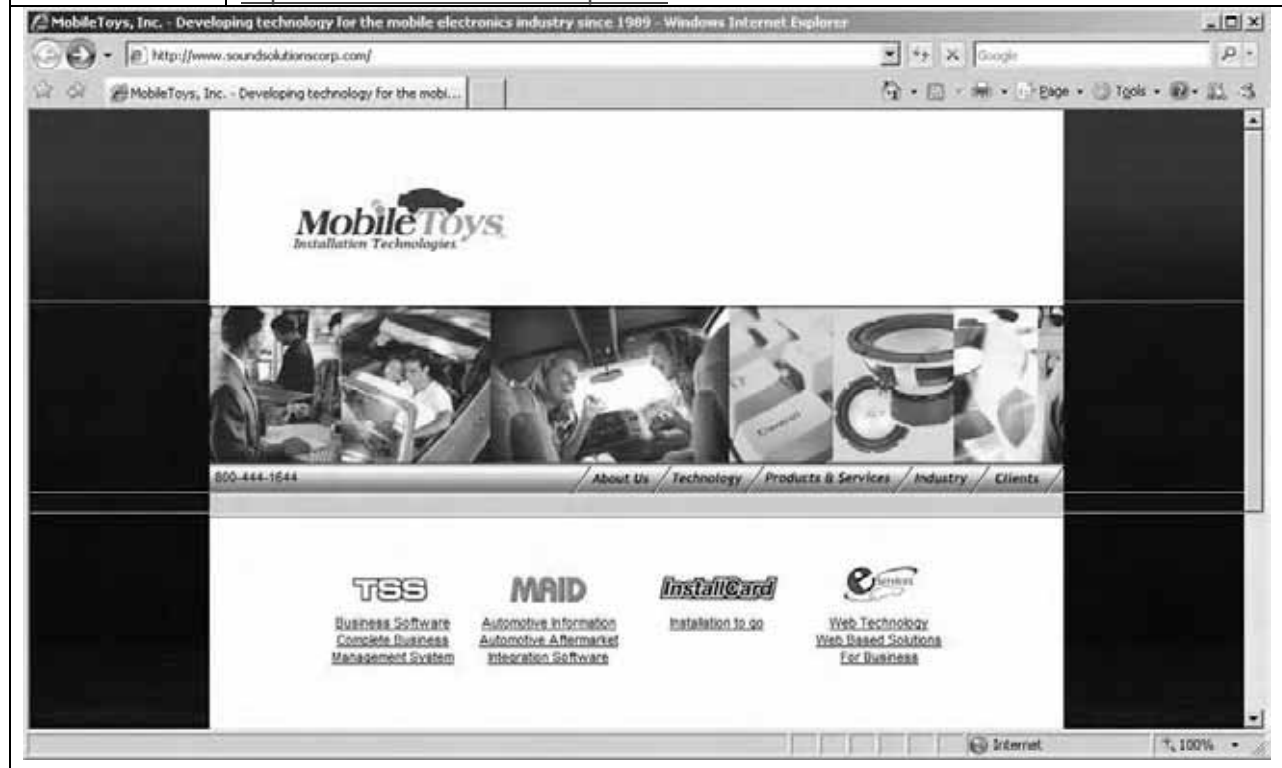 MobileToys, Inc. - Developing technology for the mobile electronics industry since 1989 - Windows Internet Explorer
http://www.soundsolutionscorp.com/
Google
MobileToys, Inc. - Developing technology for the mobi...
Page
Tools
MobileToys
Installation Technologies
800-444-1644
About Us
Technology
Products & Services
Industry
Clients
TSS
MAID
InstallCard
e Services
Business Software
Complete Business
Management System
Automotive Information
Automotive Aftermarket
Integration Software
Installation to go
Web Technology
Web Based Solutions
For Business
Internet
100%